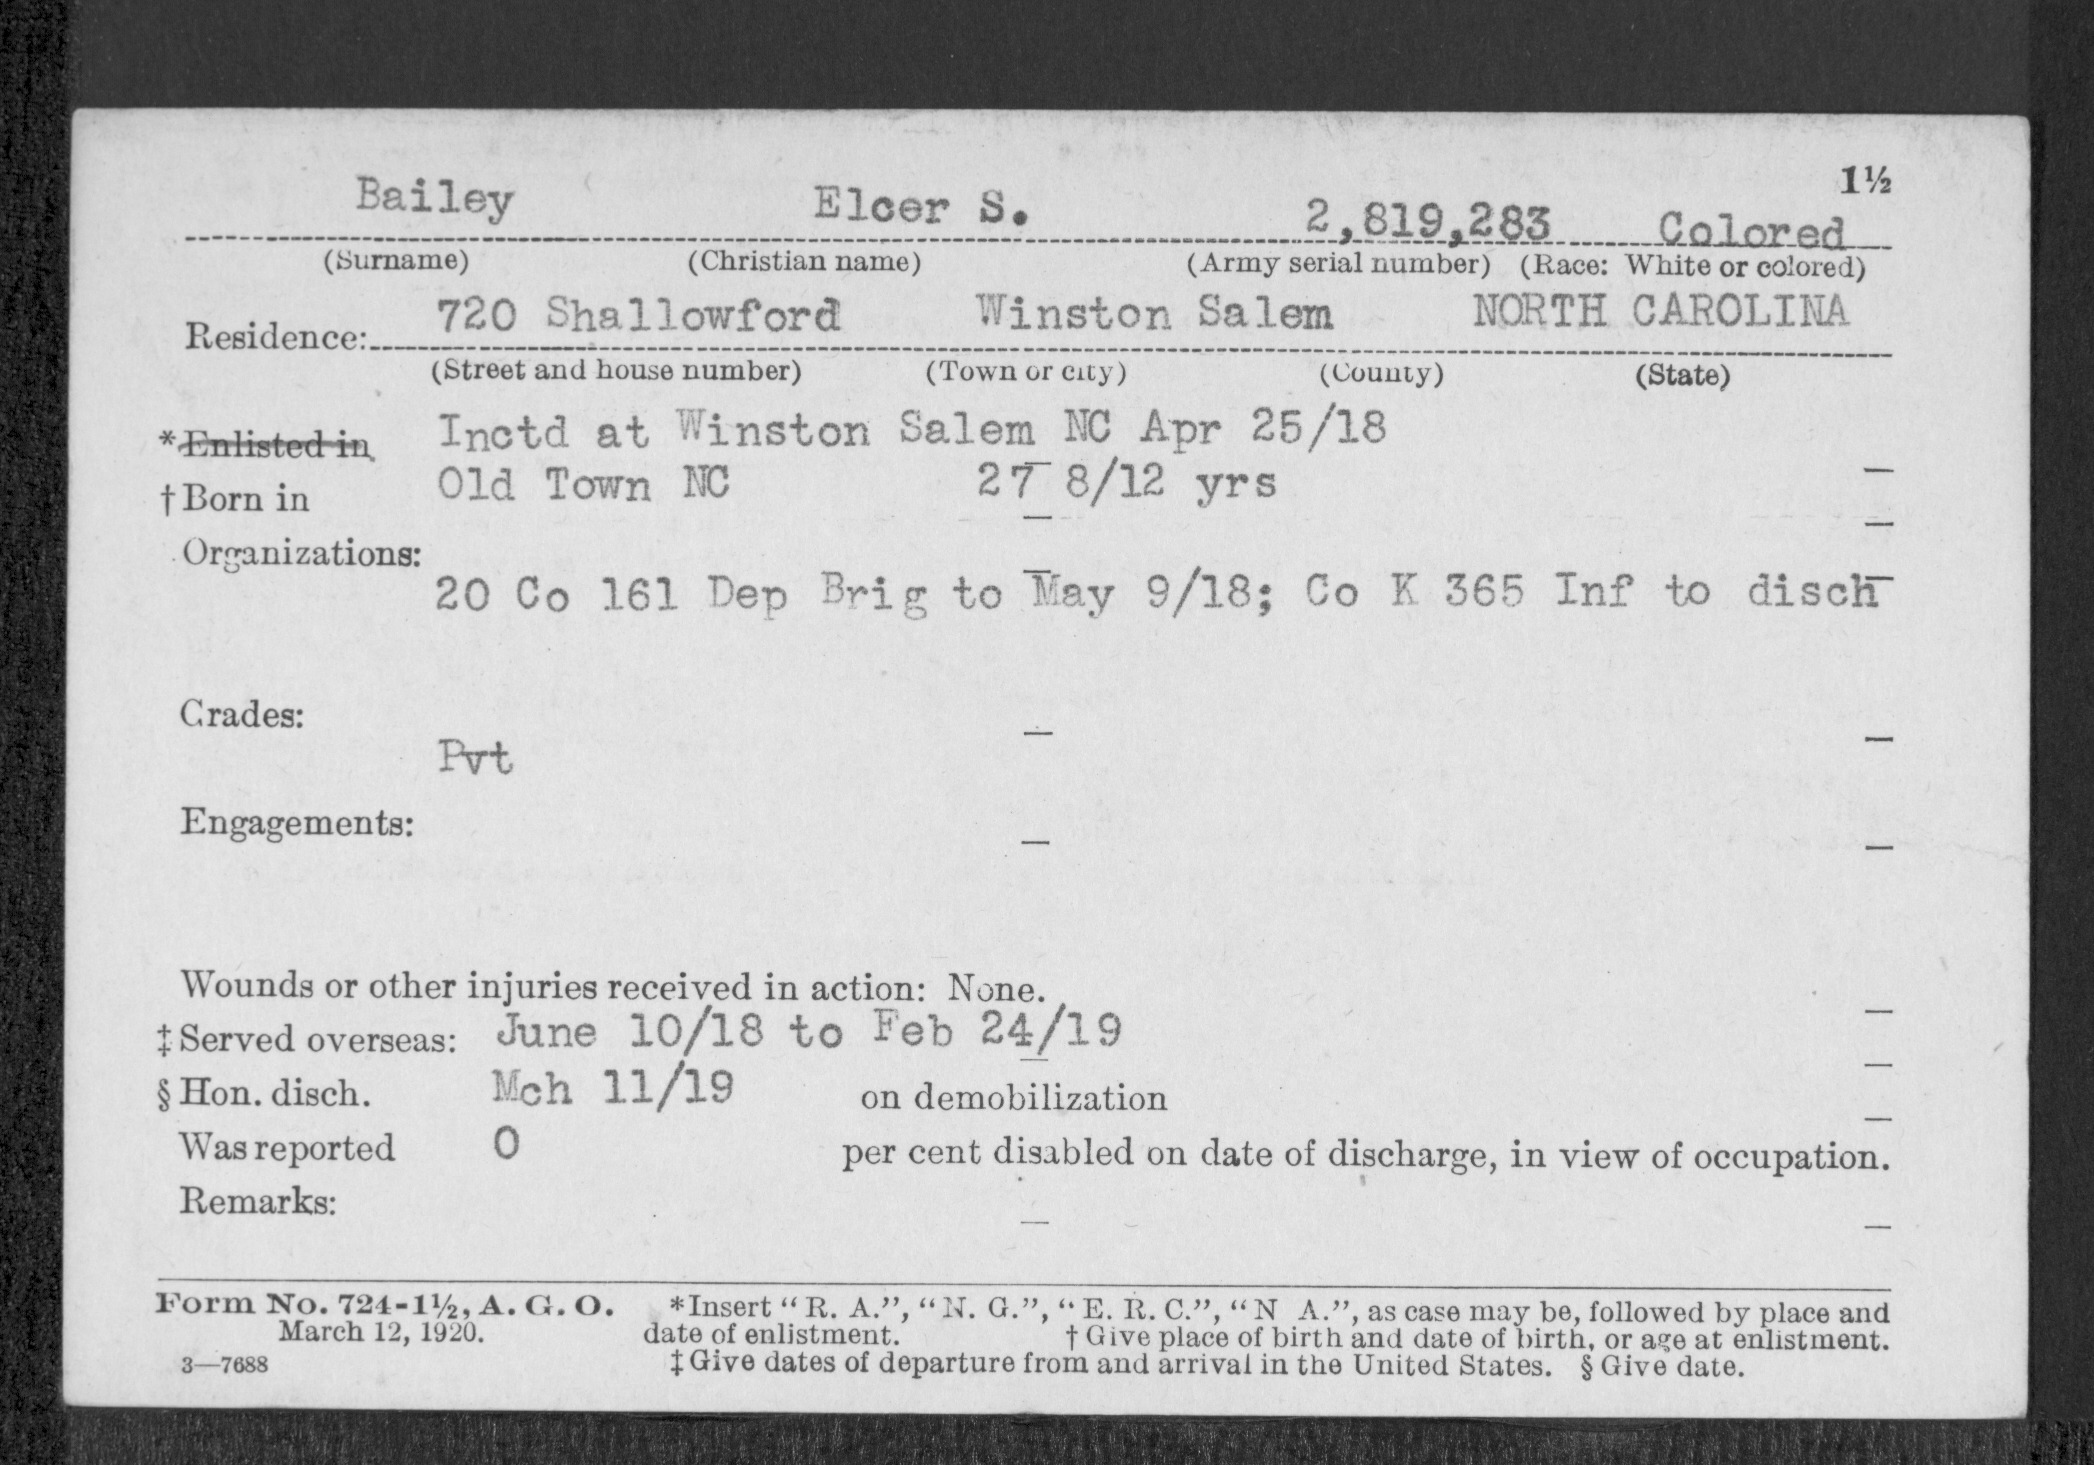 1½
Bailey Elcer S. 2,819,283 Colored
(Surname) (Christian name) (Army serial number) (Race: White or colored)
Residence: 720 Shallowford Winston Salem NORTH CAROLINA
(Street and house number) (Town or city) (County) (State)
*Enlisted in Inctd at Winston Salem NC Apr 25/18
†Born in Old Town NC 27 8/12 yrs
Organizations:
20 Co 161 Dep Brig to May 9/18; Co K 365 Inf to disch
Grades:
Pvt
Engagements:
Wounds or other injuries received in action: None.
‡Served overseas: June 10/18 to Feb 24/19
§Hon. disch. Mch 11/19 on demobilization
Was reported 0 per cent disabled on date of discharge, in view of occupation.
Remarks:
Form No. 724-1½, A. G. O. *Insert "R. A.", "N. G.", "E. R. C.", "N A.", as case may be, followed by place and
March 12, 1920. date of enlistment. †Give place of birth and date of birth, or age at enlistment.
3—7688 ‡Give dates of departure from and arrival in the United States. §Give date.